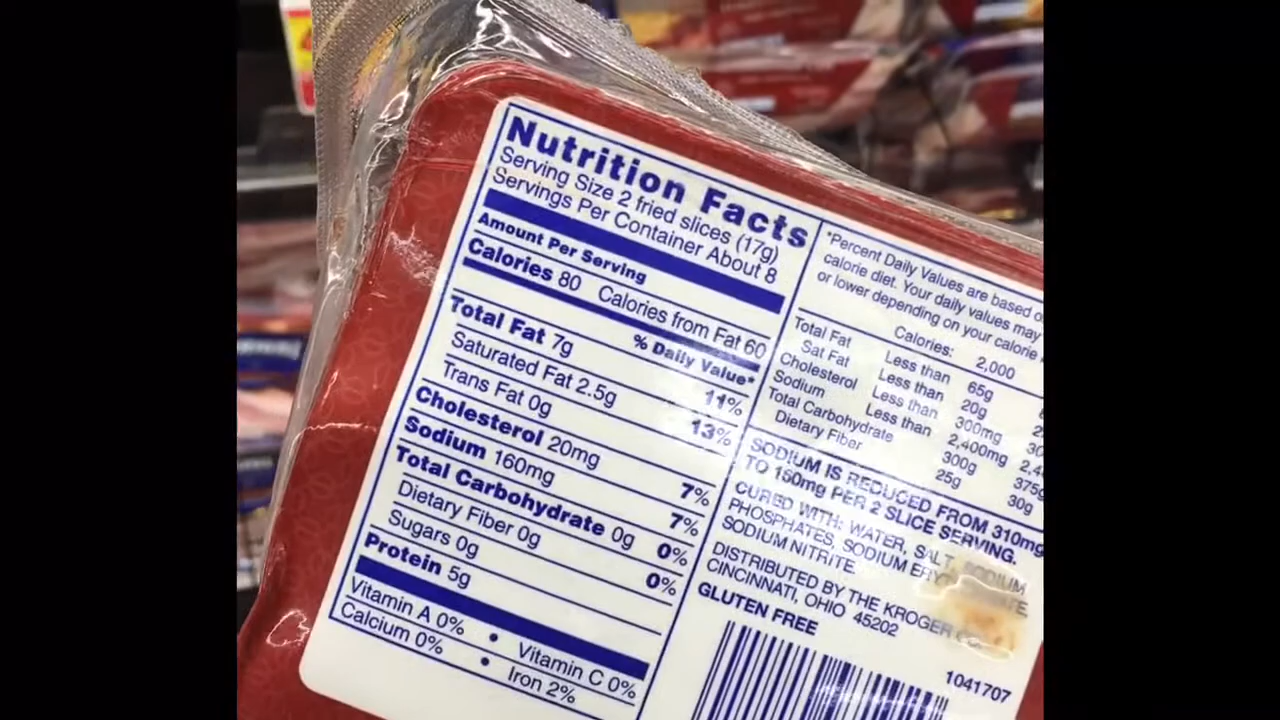 Nutrition Facts
Serving Size 2 fried slices (17g)
Servings Per Container About 8
Amount Per Serving
Calories 80 Calories from Fat 60
% Daily Value*
Total Fat 7g 11%
Saturated Fat 2.5g 13%
Trans Fat 0g
Cholesterol 20mg 7%
Sodium 160mg 7%
Total Carbohydrate 0g 0%
Dietary Fiber 0g 0%
Sugars 0g
Protein 5g
Vitamin A 0% • Vitamin C 0%
Calcium 0% • Iron 2%
*Percent Daily Values are based
calorie diet. Your daily values may
or lower depending on your calorie
Calories: 2,000
Total Fat Less than 65g
Sat Fat Less than 20g
Cholesterol Less than 300mg
Sodium Less than 2,400mg
Total Carbohydrate 300g 375g
Dietary Fiber 25g 30g
SODIUM IS REDUCED FROM 310mg
TO 160mg PER 2 SLICE SERVING.
CURED WITH: WATER, SALT, SODIUM
PHOSPHATES, SODIUM
SODIUM NITRITE.
DISTRIBUTED BY THE KROGER
CINCINNATI, OHIO 45202
GLUTEN FREE
1041707